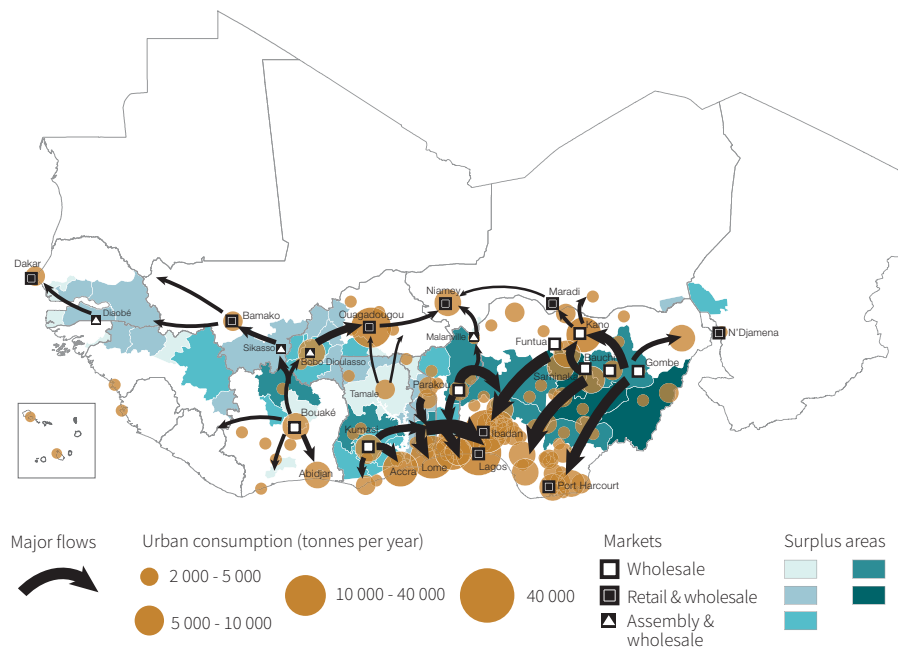 Dakar
Diaobé
Bamako
Sikasso
Ouagadougou
Bobo Dioulasso
Niamey
Malanville
Maradi
Kano
Funtua
Bauchi
Saminaka
Gombe
N'Djamena
Parakou
Tamale
Bouaké
Kumasi
Ibadan
Lagos
Abidjan
Accra
Lome
Port Harcourt
Major flows
Urban consumption (tonnes per year)
2 000 - 5 000
5 000 - 10 000
10 000 - 40 000
40 000
Markets
Wholesale
Retail & wholesale
Assembly &
wholesale
Surplus areas